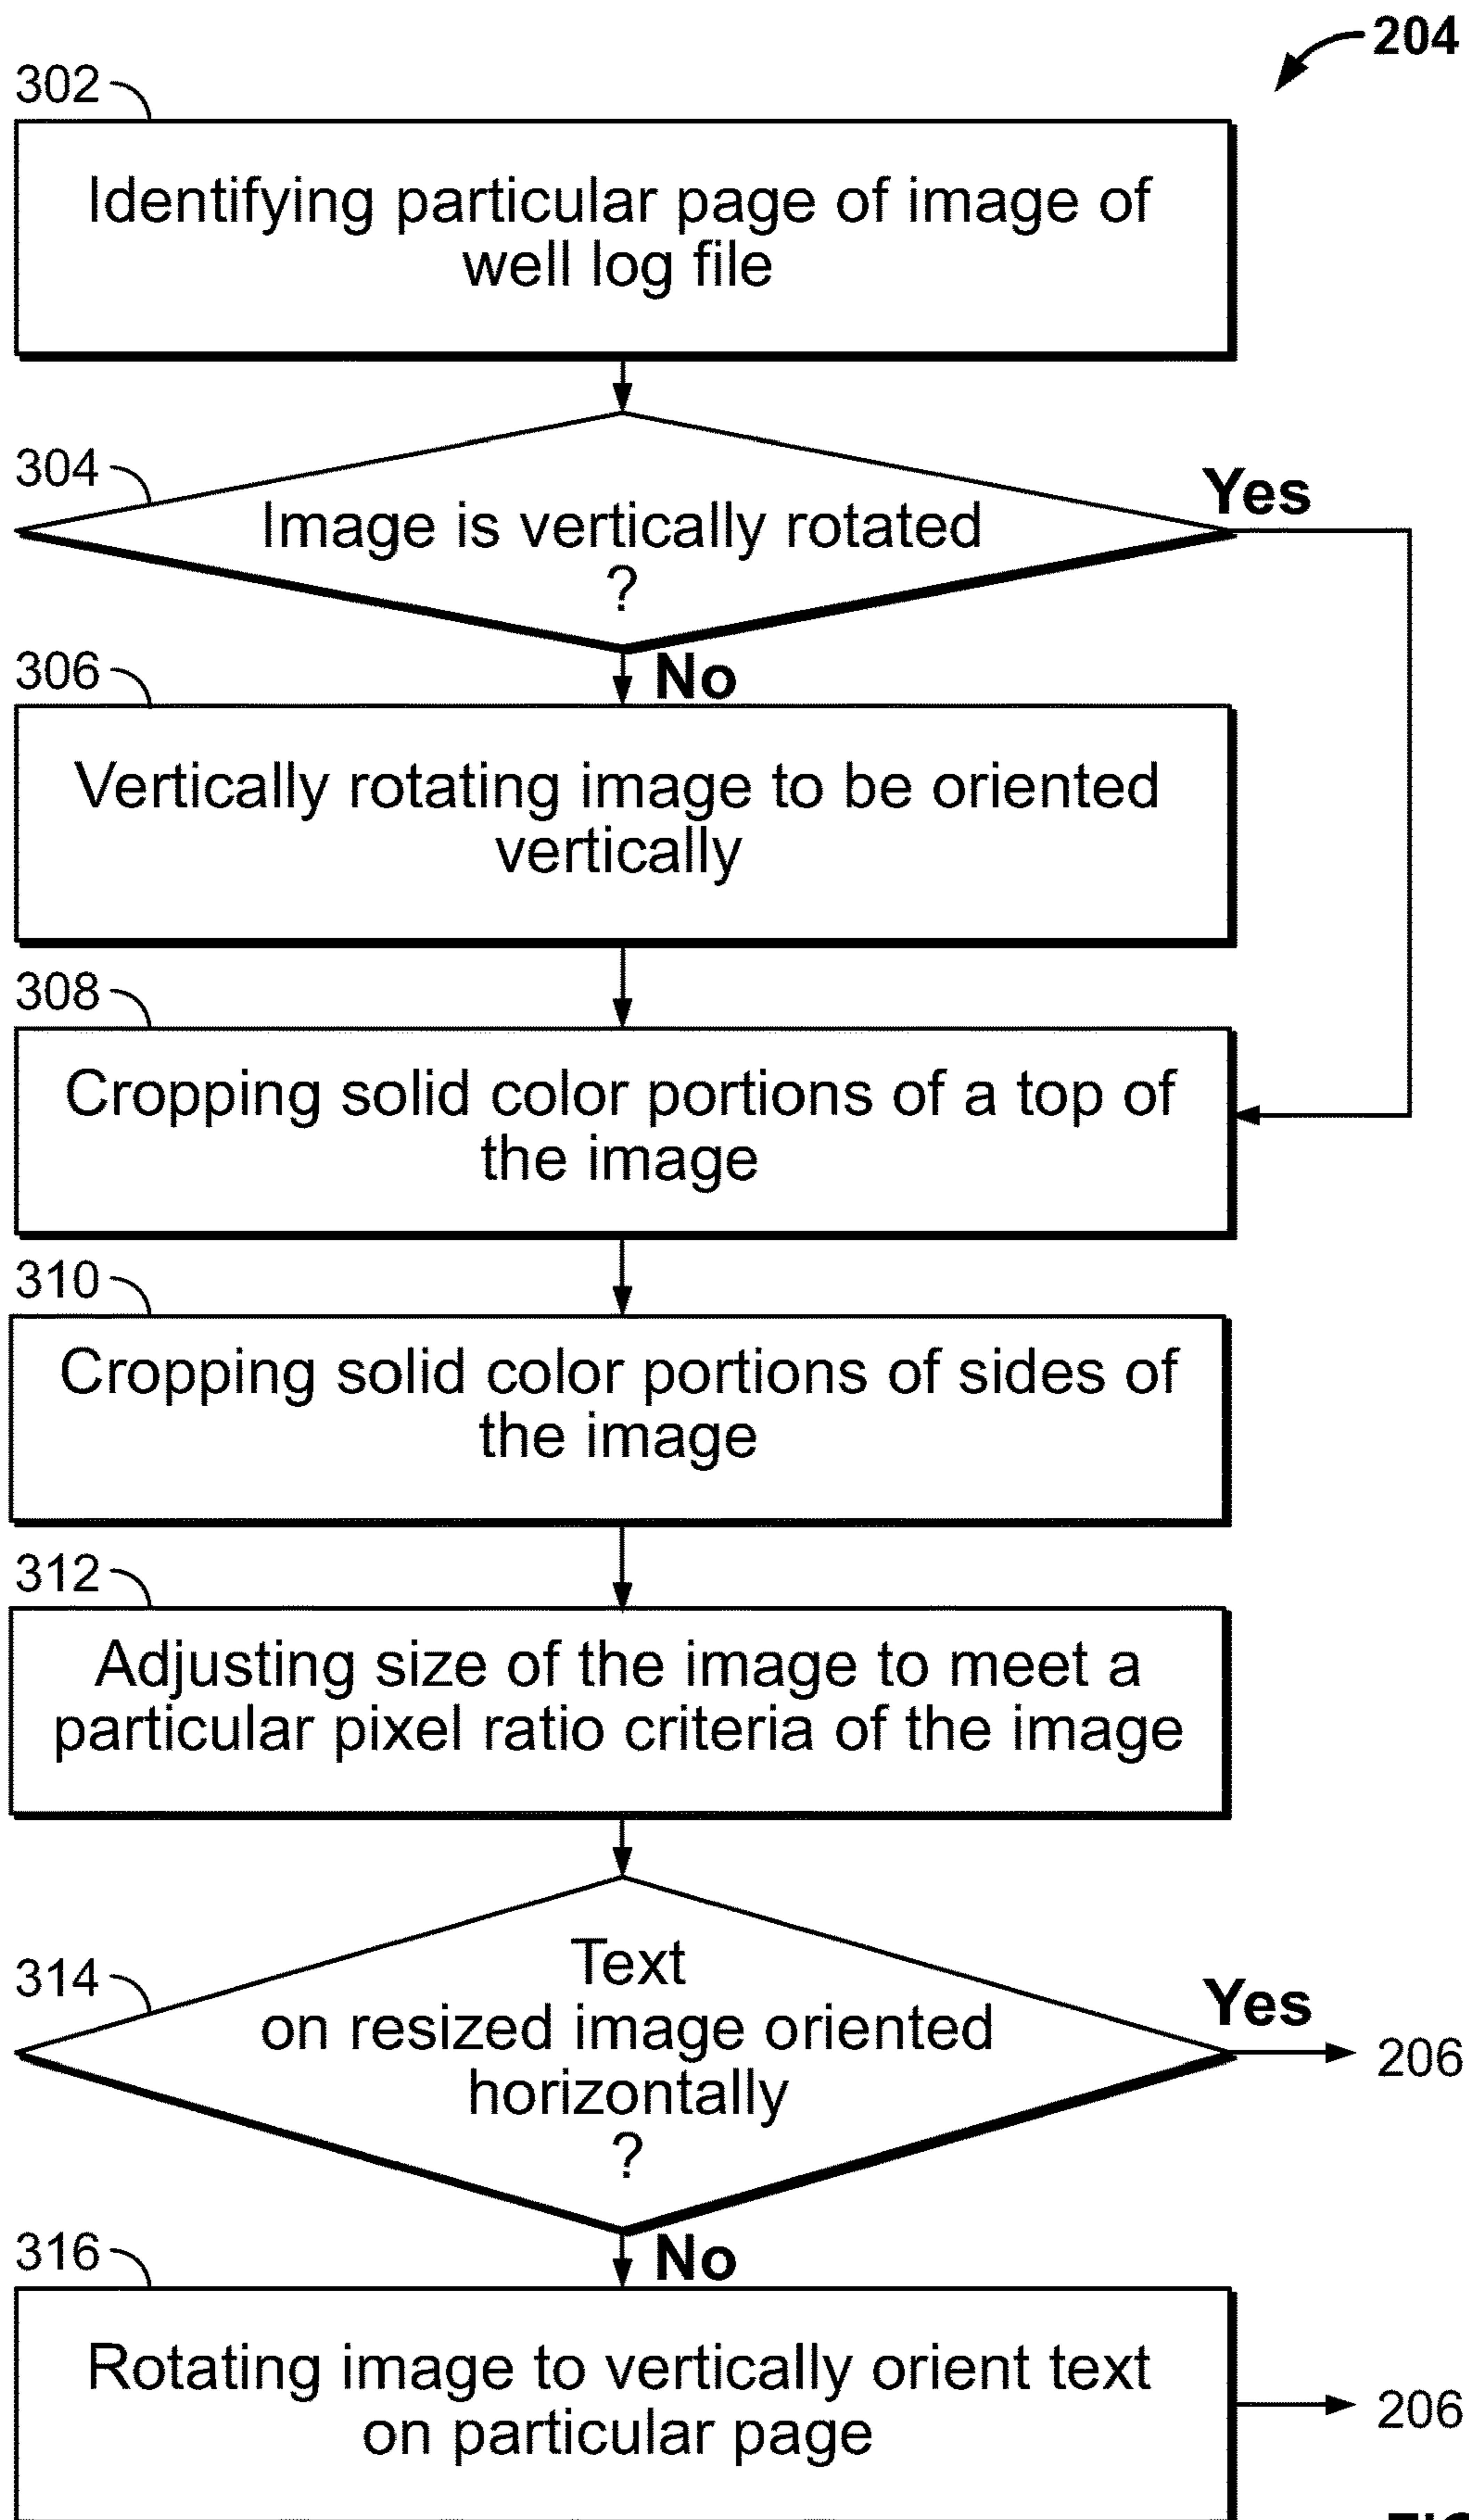 204
302
Identifying particular page of image of
well log file
304
Image is vertically rotated
?
Yes
No
306
Vertically rotating image to be oriented
vertically
308
Cropping solid color portions of a top of
the image
310
Cropping solid color portions of sides of
the image
312
Adjusting size of the image to meet a
particular pixel ratio criteria of the image
314
Text
on resized image oriented
horizontally
?
Yes
206
No
316
Rotating image to vertically orient text
on particular page
206